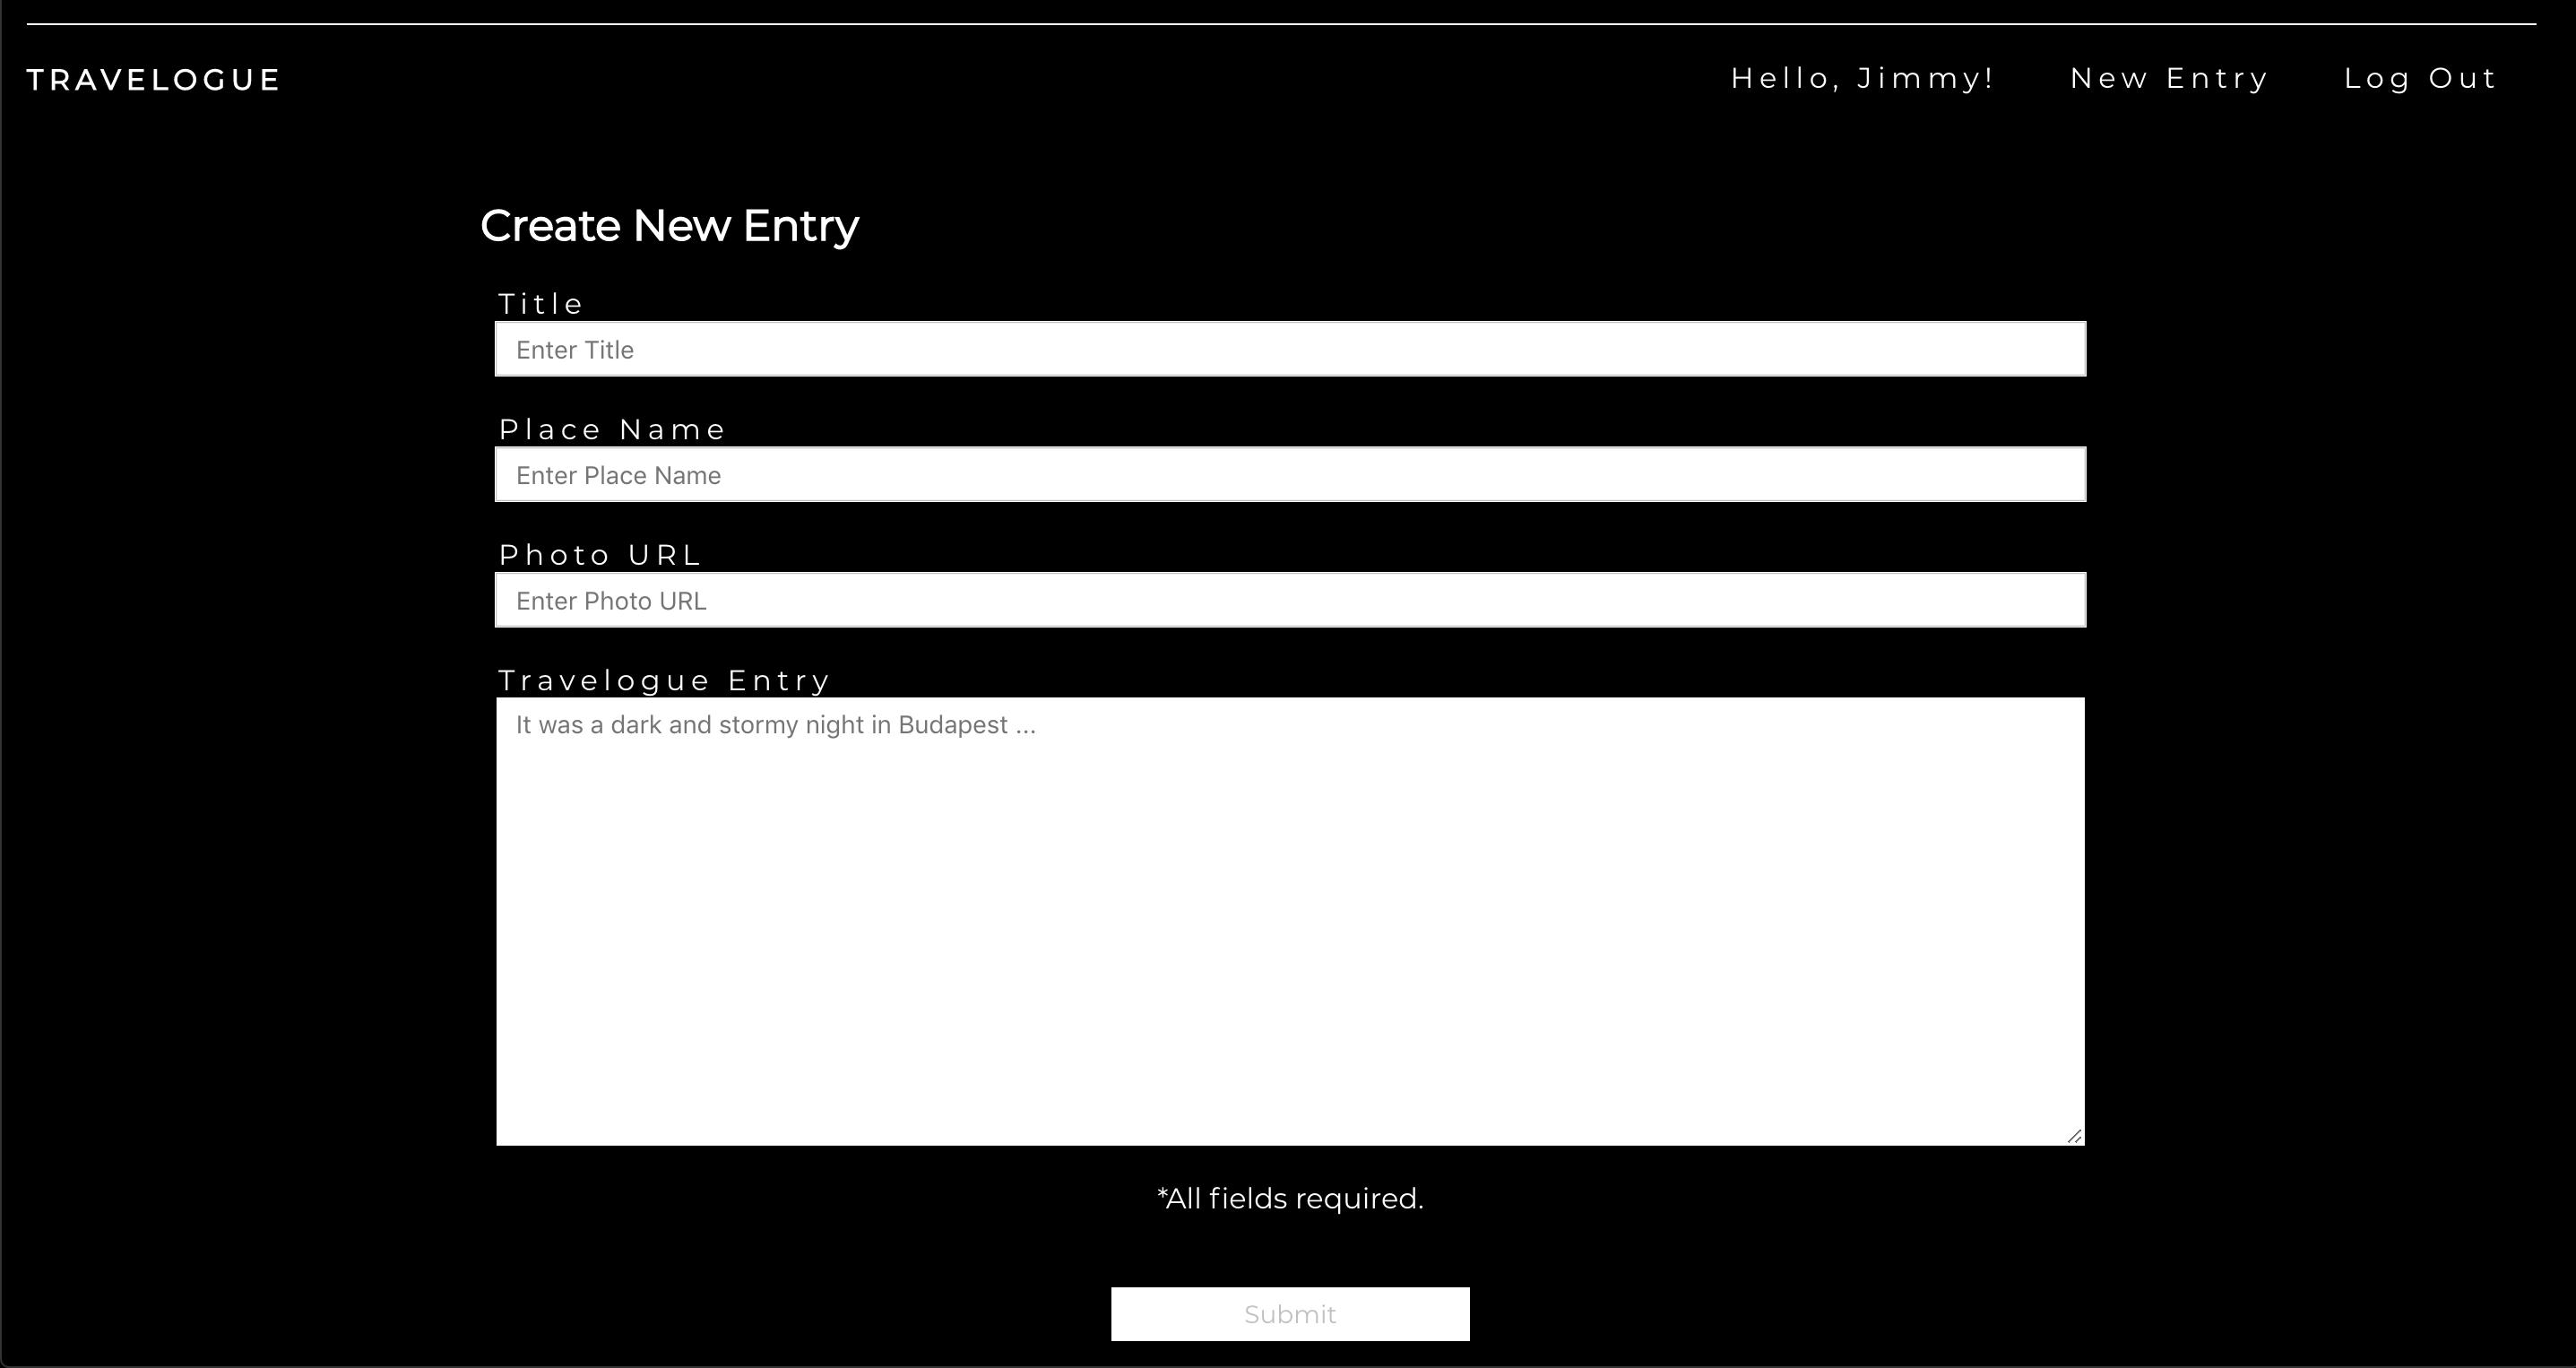 TRAVELOGUE
Hello, Jimmy! New Entry Log Out
Create New Entry
Title
Enter Title
Place Name
Enter Place Name
Photo URL
Enter Photo URL
Travelogue Entry
It was a dark and stormy night in Budapest ...
*All fields required.
Submit